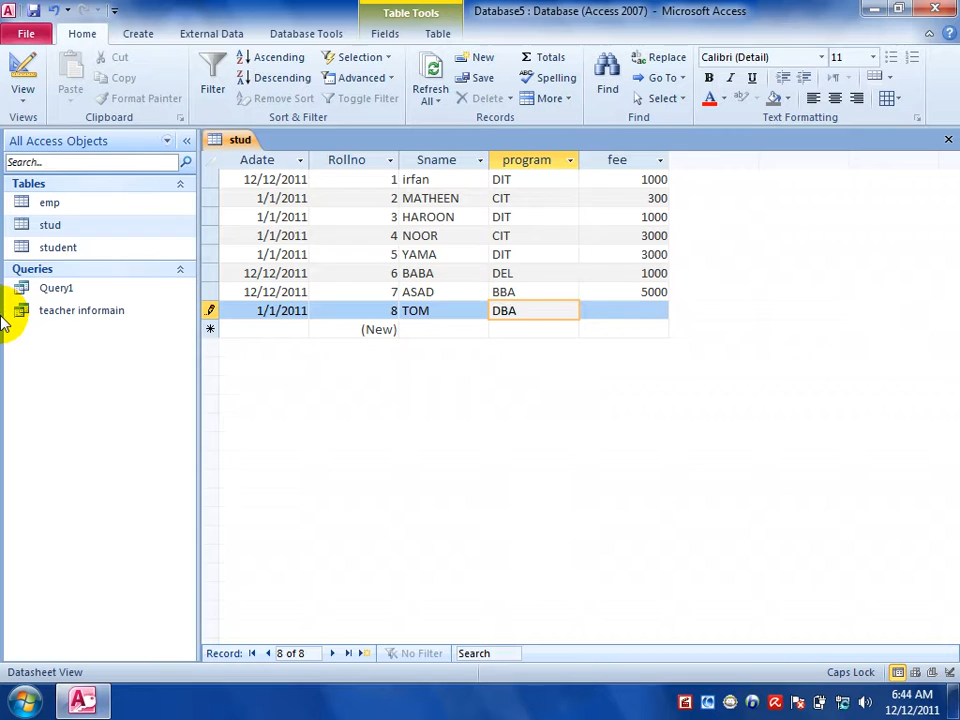 Table Tools
Database5 : Database (Access 2007) - Microsoft Access
File Home Create External Data Database Tools Fields Table
View
Views
Paste
Cut
Copy
Format Painter
Clipboard
Filter
Ascending
Descending
Remove Sort
Selection
Advanced
Toggle Filter
Sort & Filter
Refresh
All
New
Save
Delete
Totals
Spelling
More
Records
Find
Replace
Go To
Select
Find
Calibri (Detail) 11
B I U
A ab
Text Formatting
All Access Objects
Search...
Tables
emp
stud
student
Queries
Query1
teacher informain
stud
Adate Rollno Sname program fee
12/12/2011 1 irfan DIT 1000
1/1/2011 2 MATHEEN CIT 300
1/1/2011 3 HAROON DIT 1000
1/1/2011 4 NOOR CIT 3000
1/1/2011 5 YAMA DIT 3000
12/12/2011 6 BABA DEL 1000
12/12/2011 7 ASAD BBA 5000
1/1/2011 8 TOM DBA
(New)
Record: 8 of 8 No Filter Search
Datasheet View Caps Lock
6:44 AM
12/12/2011